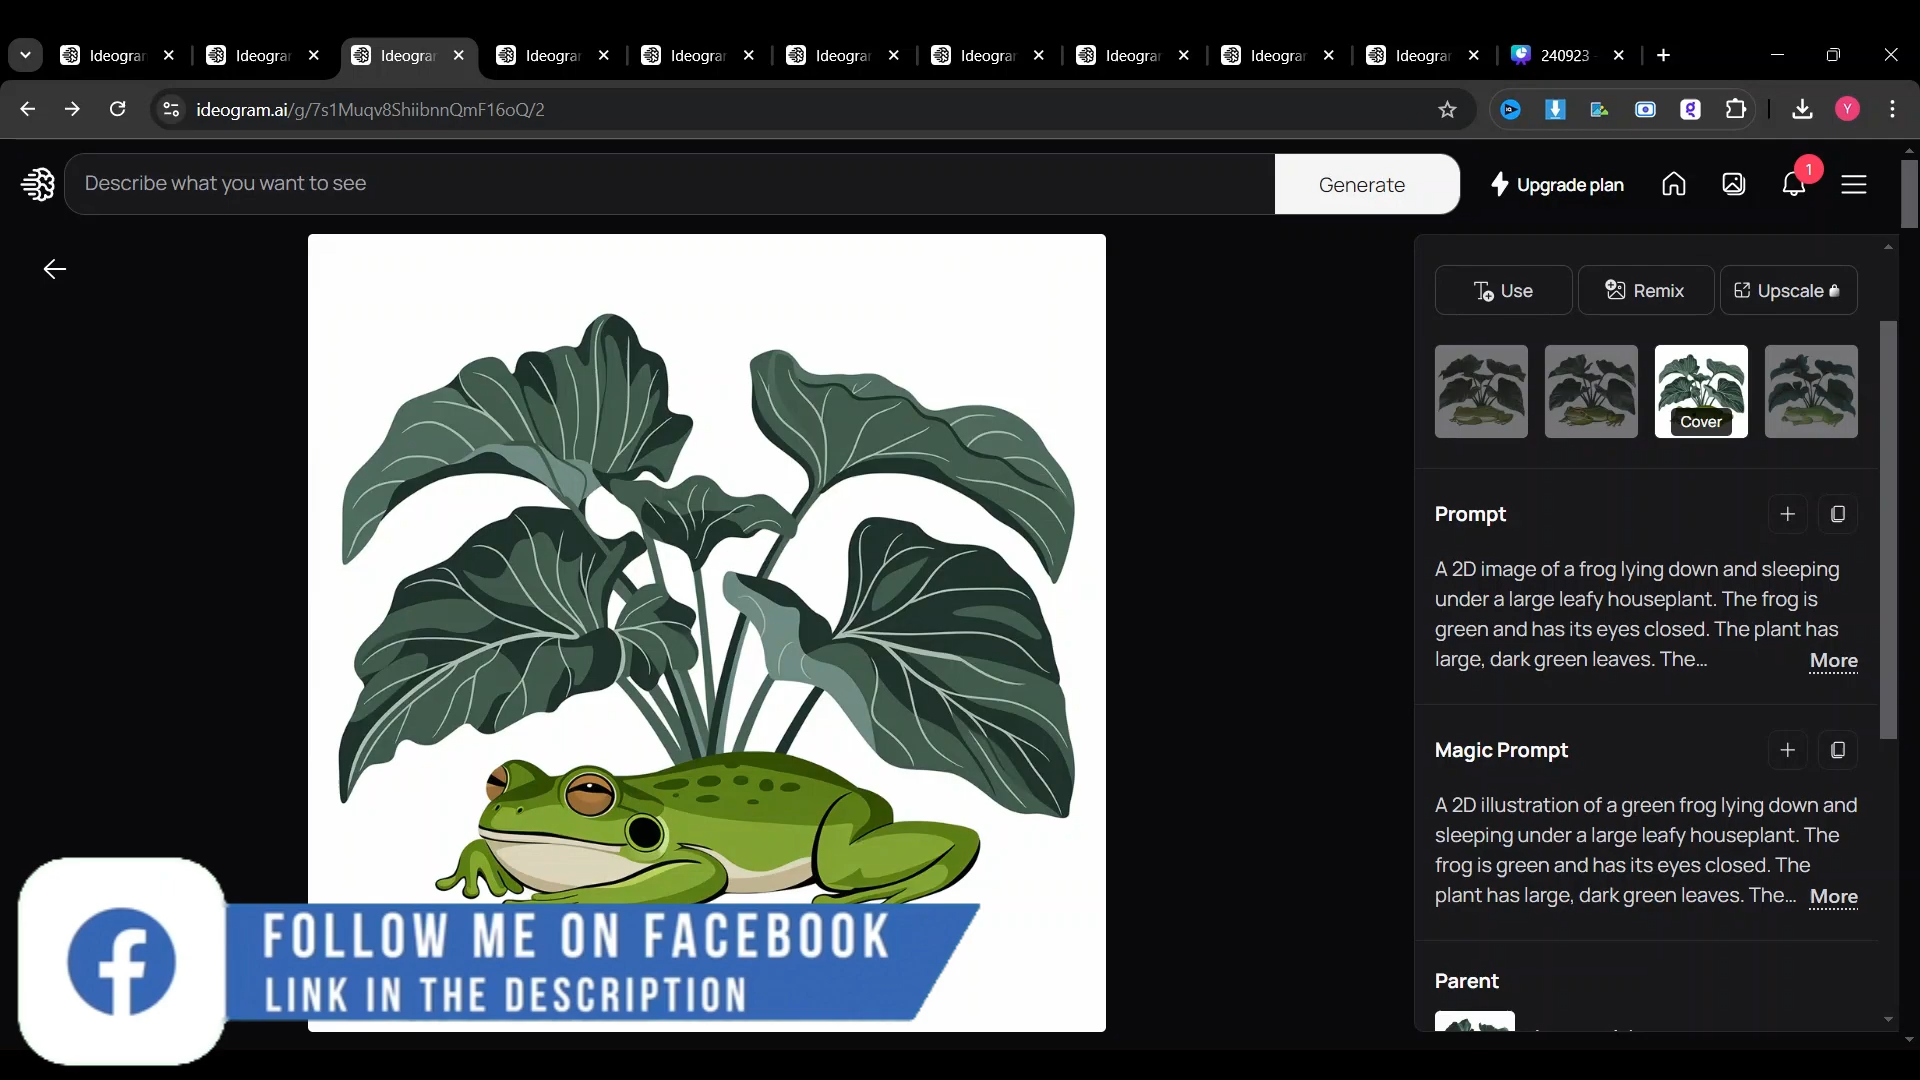 Ideogram
Ideogram
Ideogram
Ideogram
Ideogram
Ideogram
Ideogram
Ideogram
Ideogram
Ideogram
240923
ideogram.ai/g/7s1Muqv8ShiibnnQmF16oQ/2
Y
Describe what you want to see
Generate
Upgrade plan
1
Use
Remix
Upscale
Cover
Prompt
A 2D image of a frog lying down and sleeping
under a large leafy houseplant. The frog is
green and has its eyes closed. The plant has
large, dark green leaves. The... More
Magic Prompt
A 2D illustration of a green frog lying down and
sleeping under a large leafy houseplant. The
frog is green and has its eyes closed. The
plant has large, dark green leaves. The... More
Parent
FOLLOW ME ON FACEBOOK
LINK IN THE DESCRIPTION